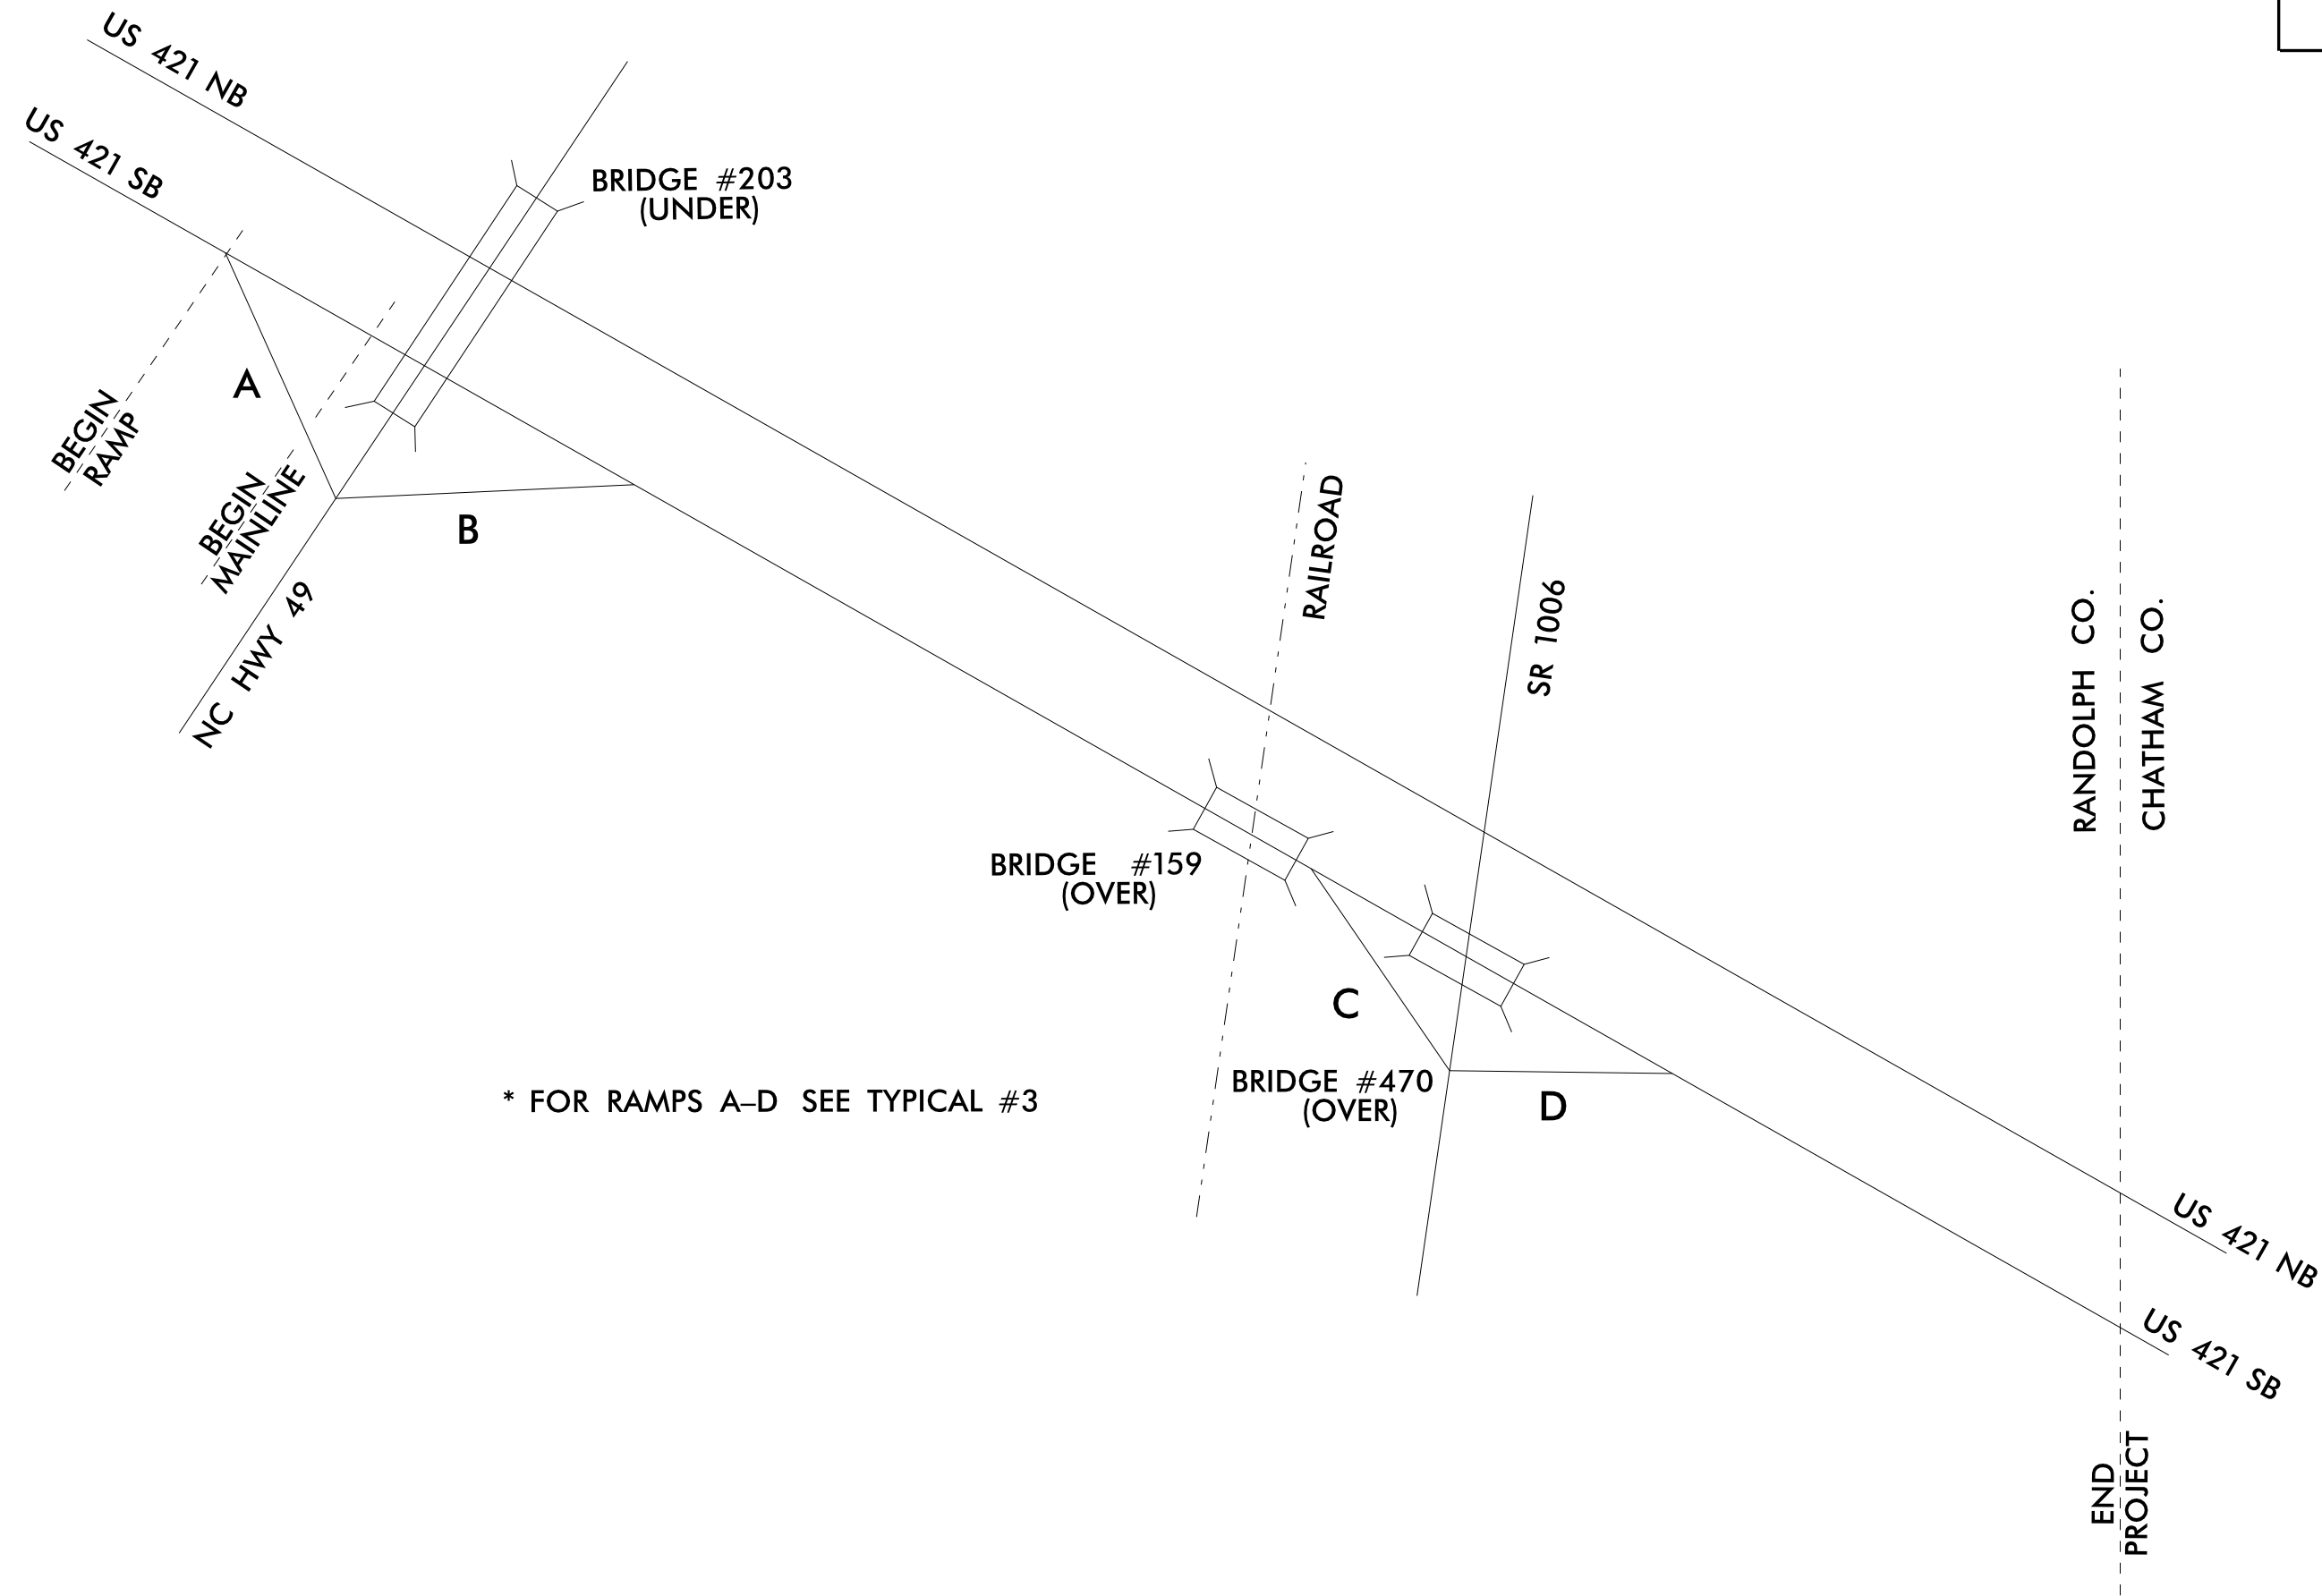 US 421 NB
US 421 SB
BRIDGE #203
(UNDER)
A
BEGIN
RAMP
BEGIN
MAINLINE
B
NC HWY 49
RAILROAD
SR 1006
RANDOLPH CO.
CHATHAM CO.
BRIDGE #159
(OVER)
C
BRIDGE #470
(OVER)
D
* FOR RAMPS A–D SEE TYPICAL #3
US 421 NB
US 421 SB
END
PROJECT